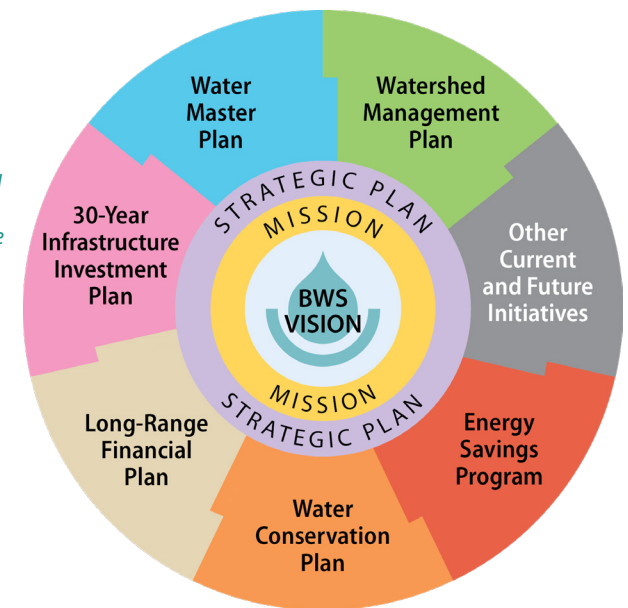 Water
Master
Plan
Watershed
Management
Plan
Other
Current
and Future
Initiatives
Energy
Savings
Program
Water
Conservation
Plan
Long-Range
Financial
Plan
30-Year
Infrastructure
Investment
Plan
STRATEGIC PLAN
MISSION
BWS
VISION
MISSION
STRATEGIC PLAN